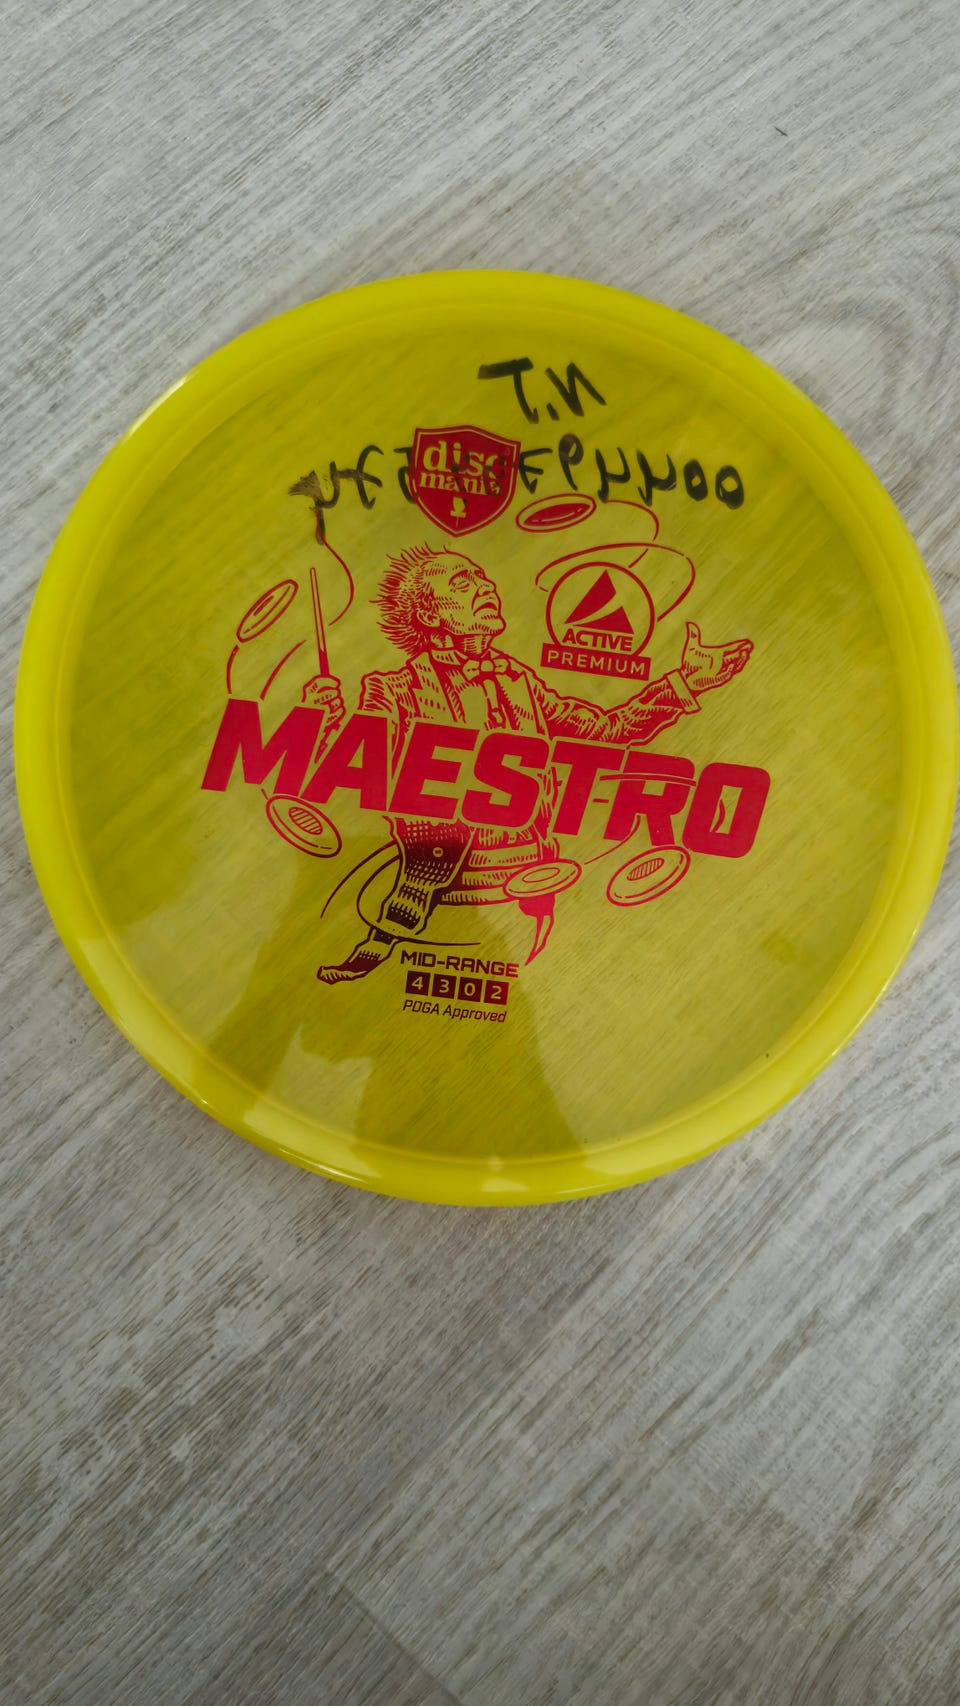 disc
mania
ACTIVE
PREMIUM
MAESTRO
MID-RANGE
4 3 0 2
PDGA Approved